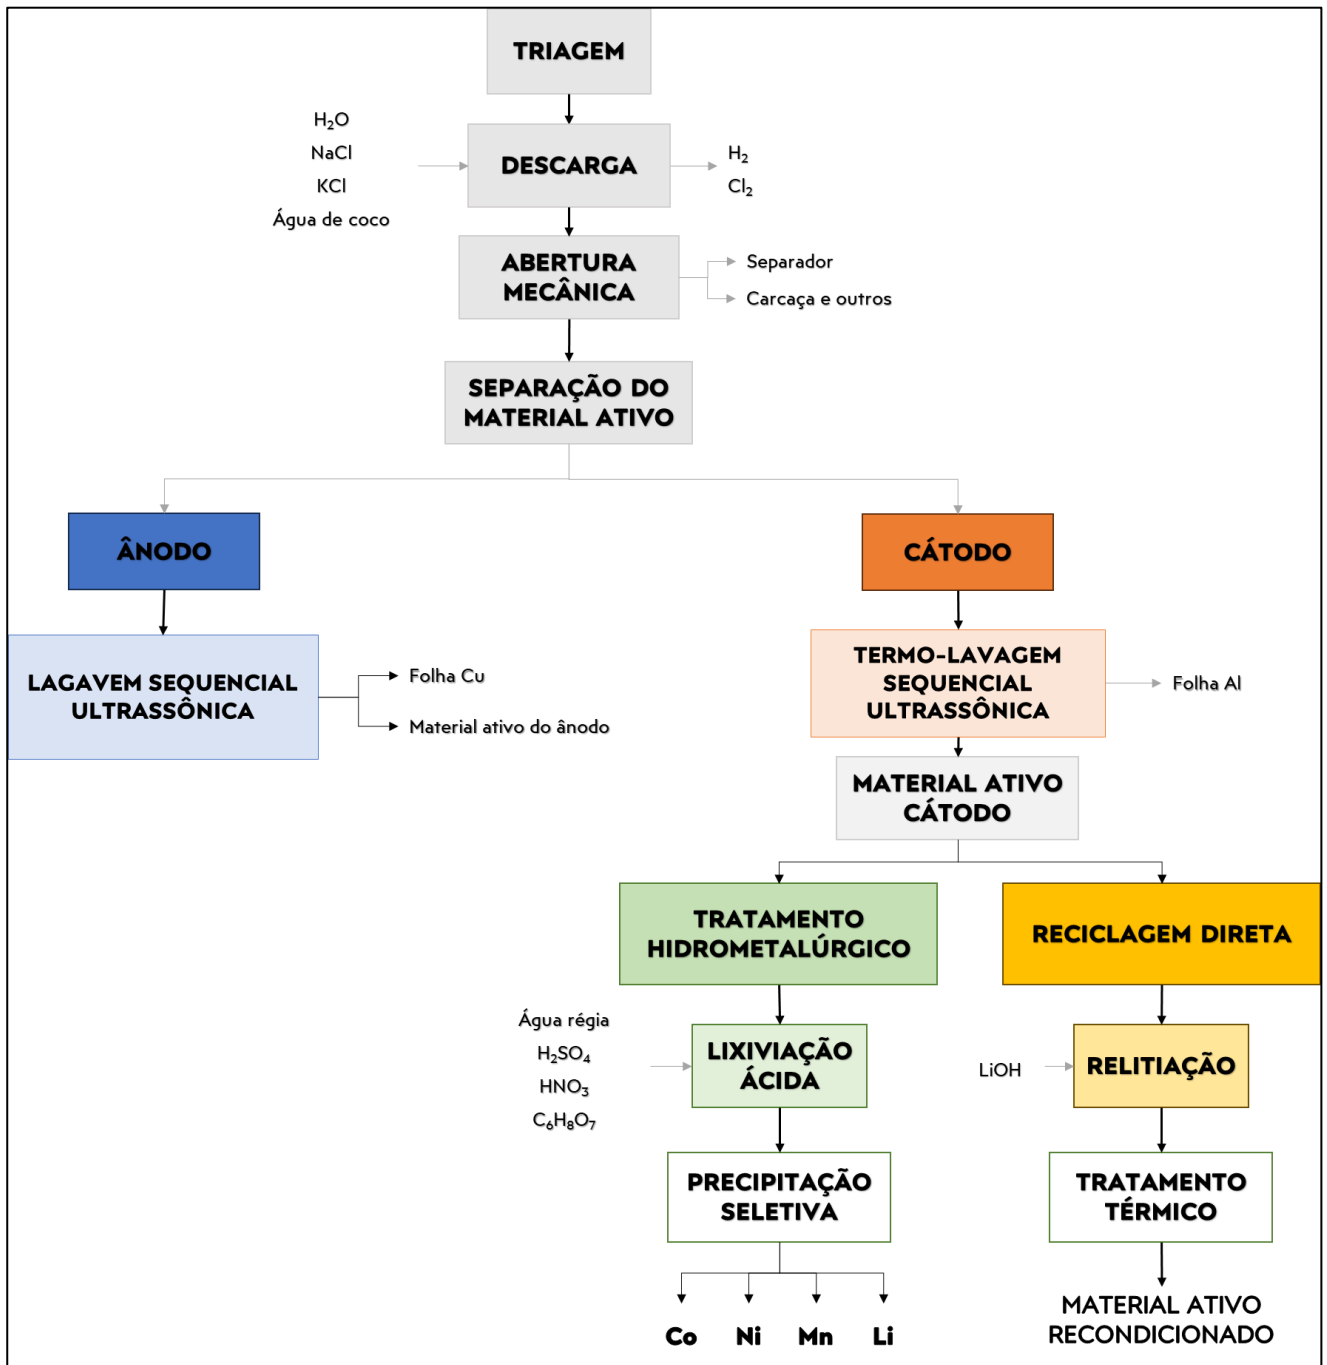 TRIAGEM
H₂O
NaCl
KCl
Água de coco
DESCARGA
H₂
Cl₂
ABERTURA
MECÂNICA
Separador
Carcaça e outros
SEPARAÇÃO DO
MATERIAL ATIVO
ÂNODO
CÁTODO
LAGAVEM SEQUENCIAL
ULTRASSÔNICA
Folha Cu
Material ativo do ânodo
TERMO-LAVAGEM
SEQUENCIAL
ULTRASSÔNICA
Folha Al
MATERIAL ATIVO
CÁTODO
TRATAMENTO
HIDROMETALÚRGICO
RECICLAGEM DIRETA
Água régia
H₂SO₄
HNO₃
C₆H₈O₇
LIXIVIAÇÃO
ÁCIDA
LiOH
RELITIAÇÃO
PRECIPITAÇÃO
SELETIVA
TRATAMENTO
TÉRMICO
Co
Ni
Mn
Li
MATERIAL ATIVO
RECONDICIONADO